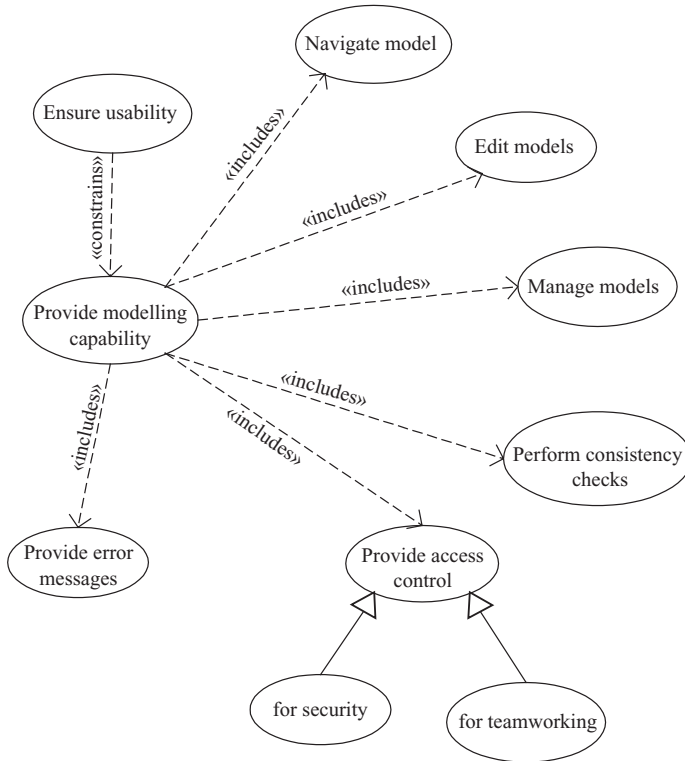 Navigate model
Ensure usability
«includes»
Edit models
«constrains»
«includes»
«includes»
Manage models
Provide modelling
capability
«includes»
«includes»
«includes»
Perform consistency
checks
Provide error
messages
Provide access
control
for security
for teamworking